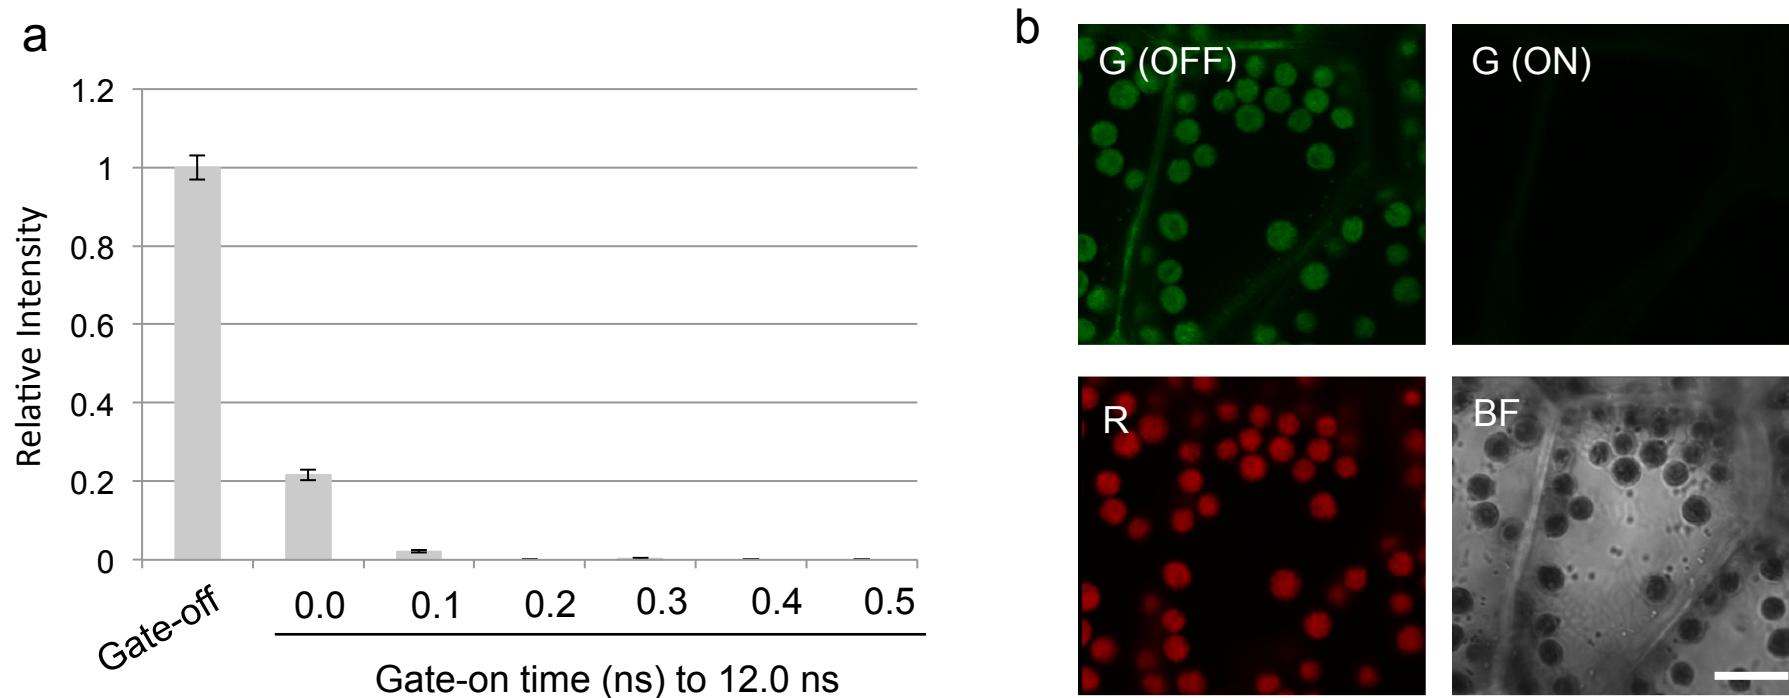 a
1.2
1
0.8
0.6
0.4
0.2
0
Relative Intensity
Gate-off
0.0 0.1 0.2 0.3 0.4 0.5
Gate-on time (ns) to 12.0 ns
b
G (OFF)
G (ON)
R
BF